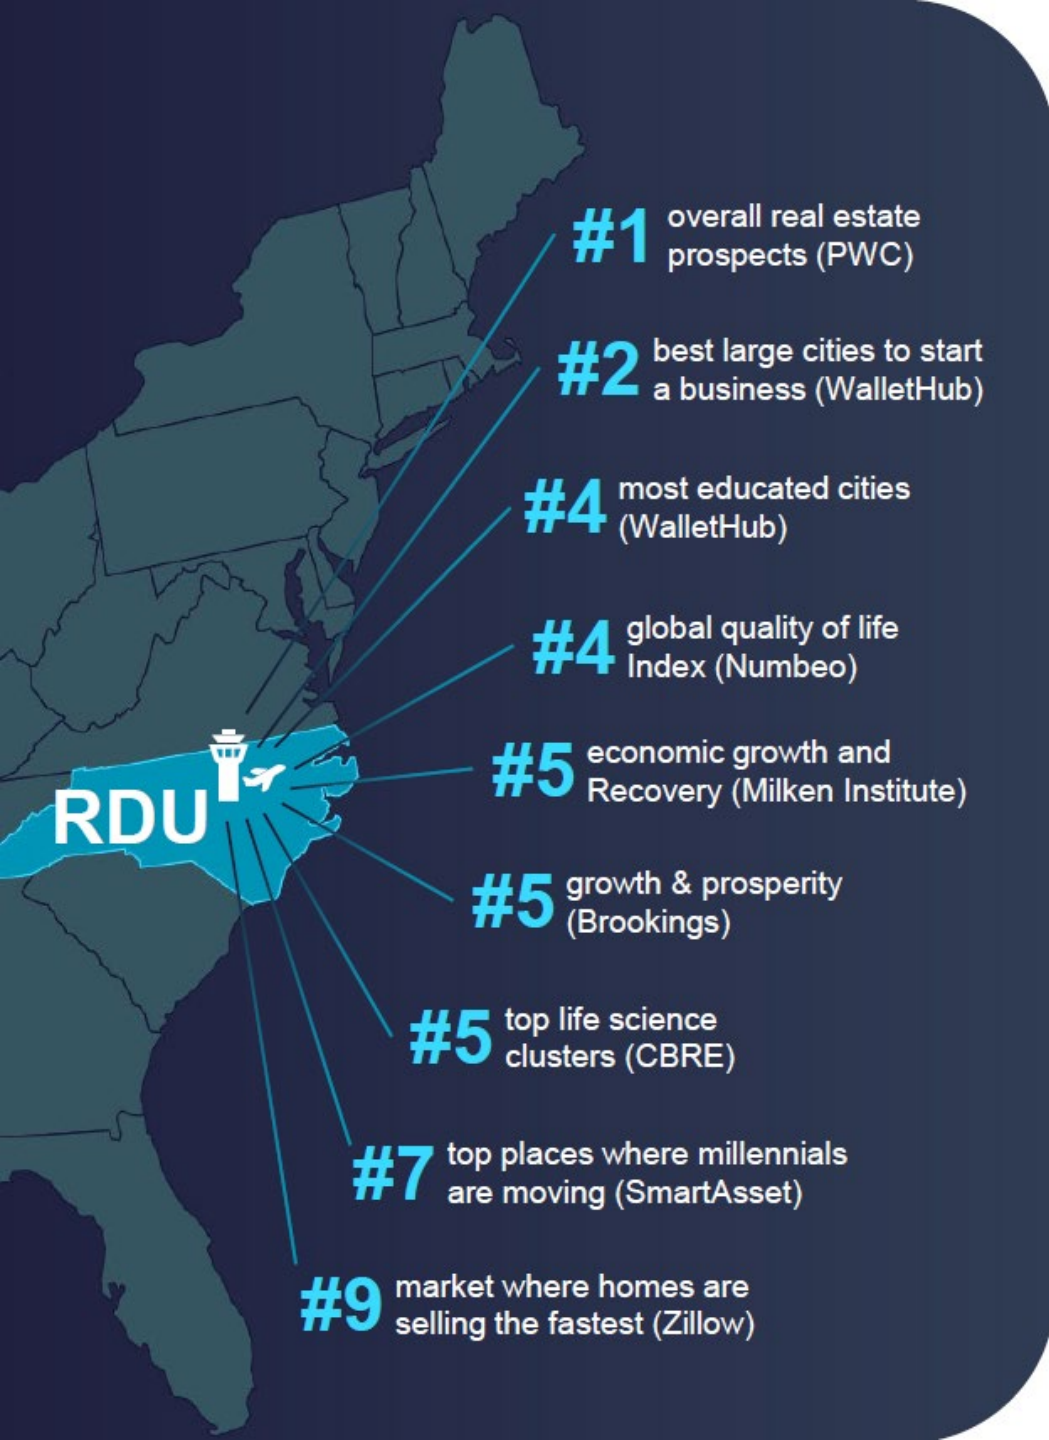 #1 overall real estate
prospects (PWC)
#2 best large cities to start
a business (WalletHub)
#4 most educated cities
(WalletHub)
#4 global quality of life
Index (Numbeo)
#5 economic growth and
Recovery (Milken Institute)
RDU
#5 growth & prosperity
(Brookings)
#5 top life science
clusters (CBRE)
#7 top places where millennials
are moving (SmartAsset)
#9 market where homes are
selling the fastest (Zillow)